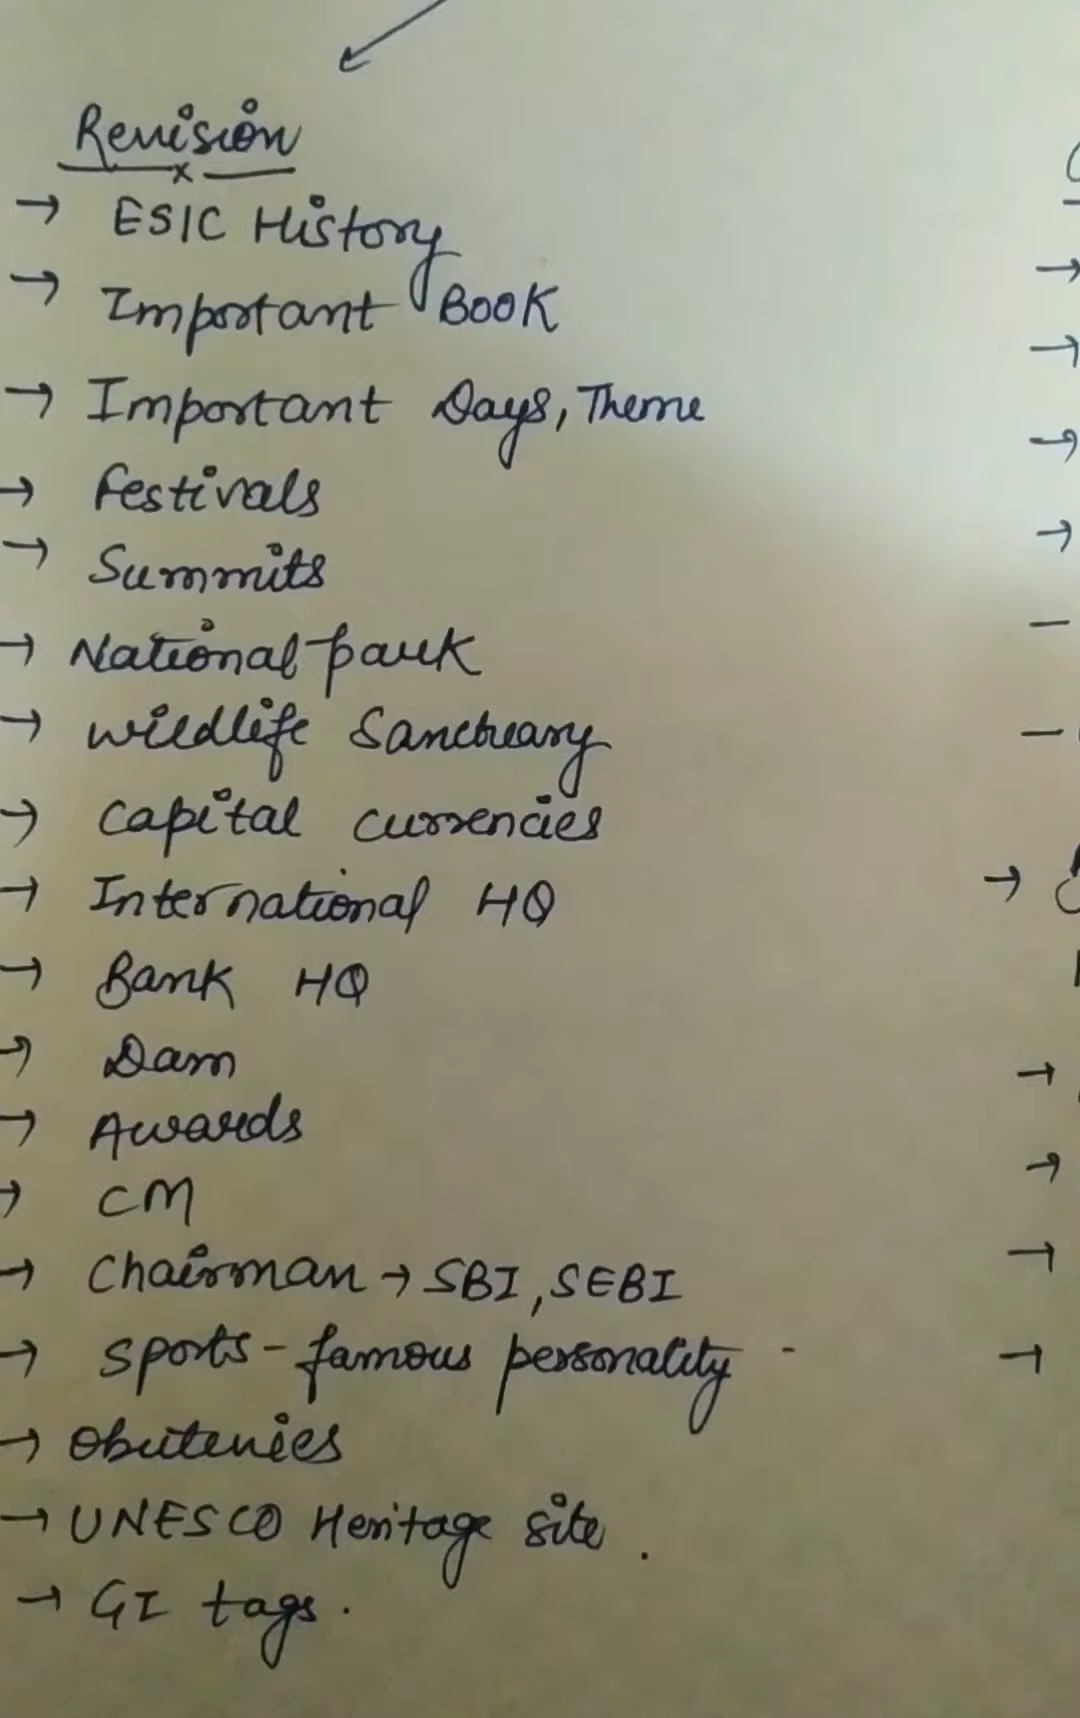 Revision
→ ESIC History
→ Important Book
→ Important Days, Theme
→ Festivals
→ Summits
→ National park
→ Wildlife Sanctuary
→ Capital currencies
→ International HQ
→ Bank HQ
→ Dam
→ Awards
→ CM
→ Chairman → SBI, SEBI
→ Sports - famous personality -
→ Obutenies
→ UNESCO Heritage site.
→ GI tags.